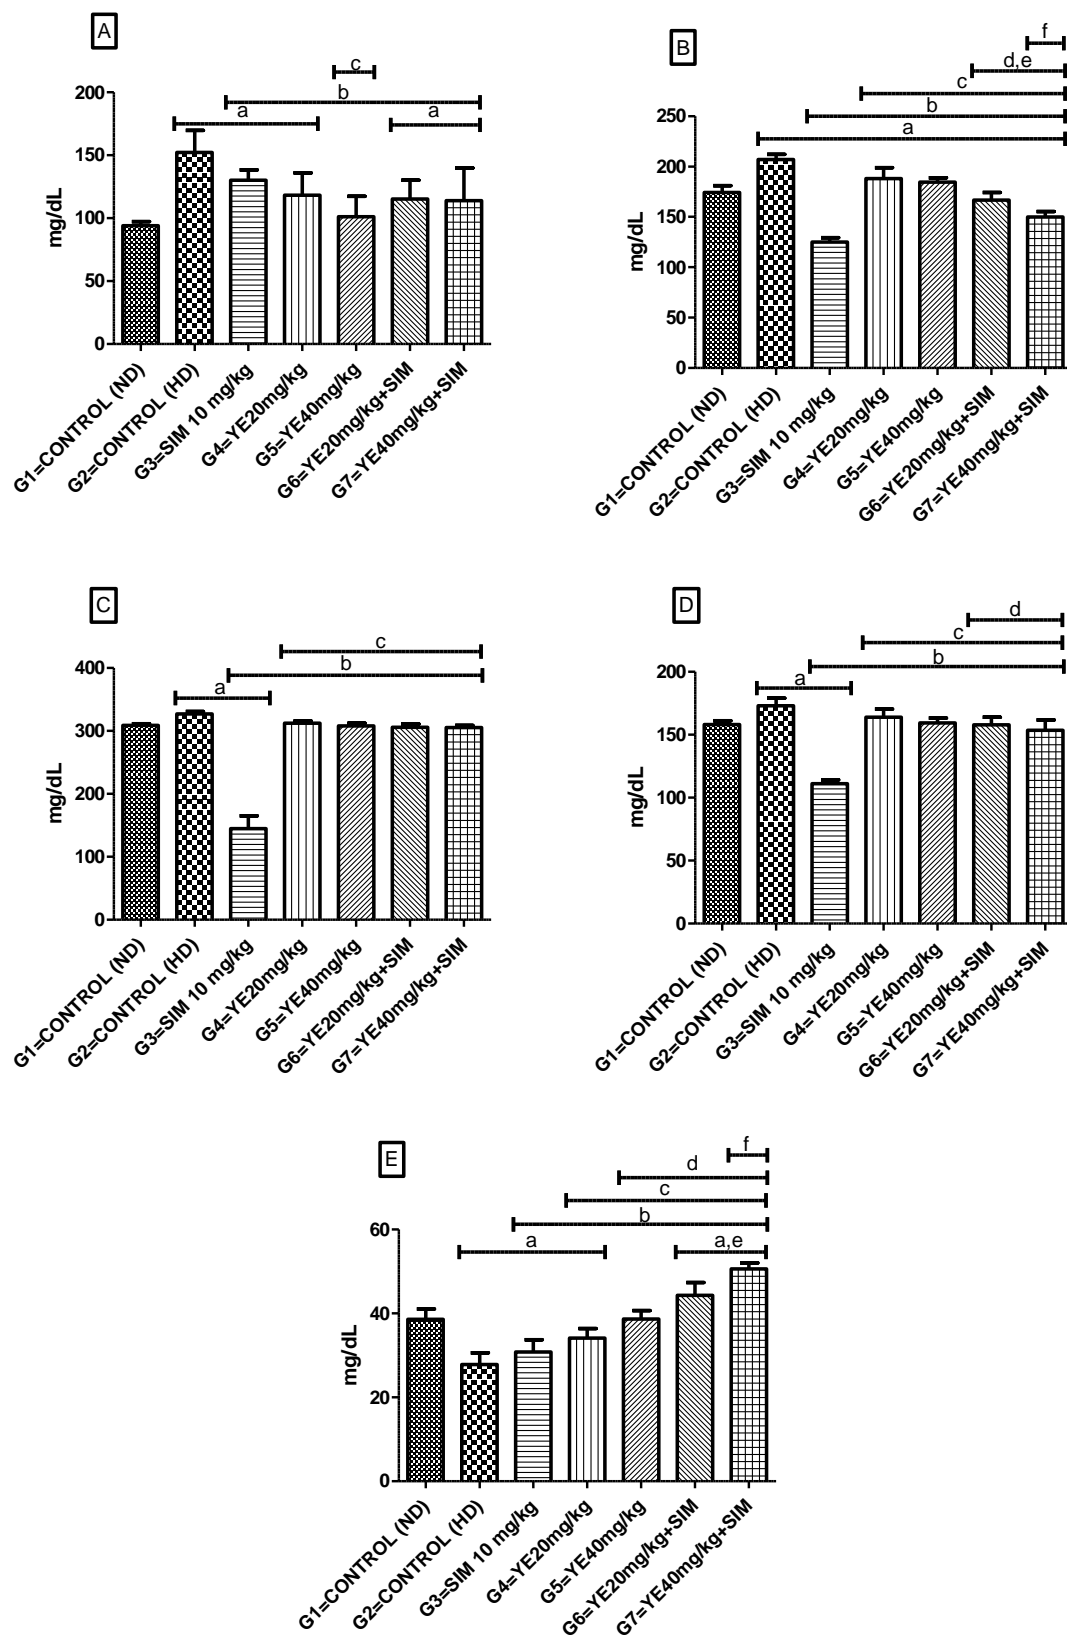 A
c
b
a
a
200
150
100
50
0
mg/dL
G1=CONTROL (ND)
G2=CONTROL (HD)
G3=SIM 10 mg/kg
G4=YE20mg/kg
G5=YE40mg/kg
G6=YE20mg/kg+SIM
G7=YE40mg/kg+SIM
B
f
d,e
c
b
a
250
200
150
100
50
0
mg/dL
G1=CONTROL (ND)
G2=CONTROL (HD)
G3=SIM 10 mg/kg
G4=YE20mg/kg
G5=YE40mg/kg
G6=YE20mg/kg+SIM
G7=YE40mg/kg+SIM
C
c
b
a
400
300
200
100
0
mg/dL
G1=CONTROL (ND)
G2=CONTROL (HD)
G3=SIM 10 mg/kg
G4=YE20mg/kg
G5=YE40mg/kg
G6=YE20mg/kg+SIM
G7=YE40mg/kg+SIM
D
d
c
b
a
200
150
100
50
0
mg/dL
G1=CONTROL (ND)
G2=CONTROL (HD)
G3=SIM 10 mg/kg
G4=YE20mg/kg
G5=YE40mg/kg
G6=YE20mg/kg+SIM
G7=YE40mg/kg+SIM
E
f
d
c
b
a
a,e
60
40
20
0
mg/dL
G1=CONTROL (ND)
G2=CONTROL (HD)
G3=SIM 10 mg/kg
G4=YE20mg/kg
G5=YE40mg/kg
G6=YE20mg/kg+SIM
G7=YE40mg/kg+SIM